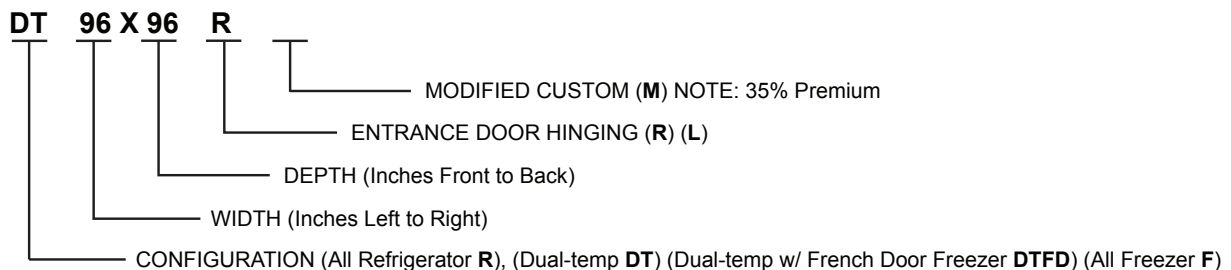 DT 96 X 96 R
MODIFIED CUSTOM (M) NOTE: 35% Premium
ENTRANCE DOOR HINGING (R) (L)
DEPTH (Inches Front to Back)
WIDTH (Inches Left to Right)
CONFIGURATION (All Refrigerator R), (Dual-temp DT) (Dual-temp w/ French Door Freezer DTFD) (All Freezer F)